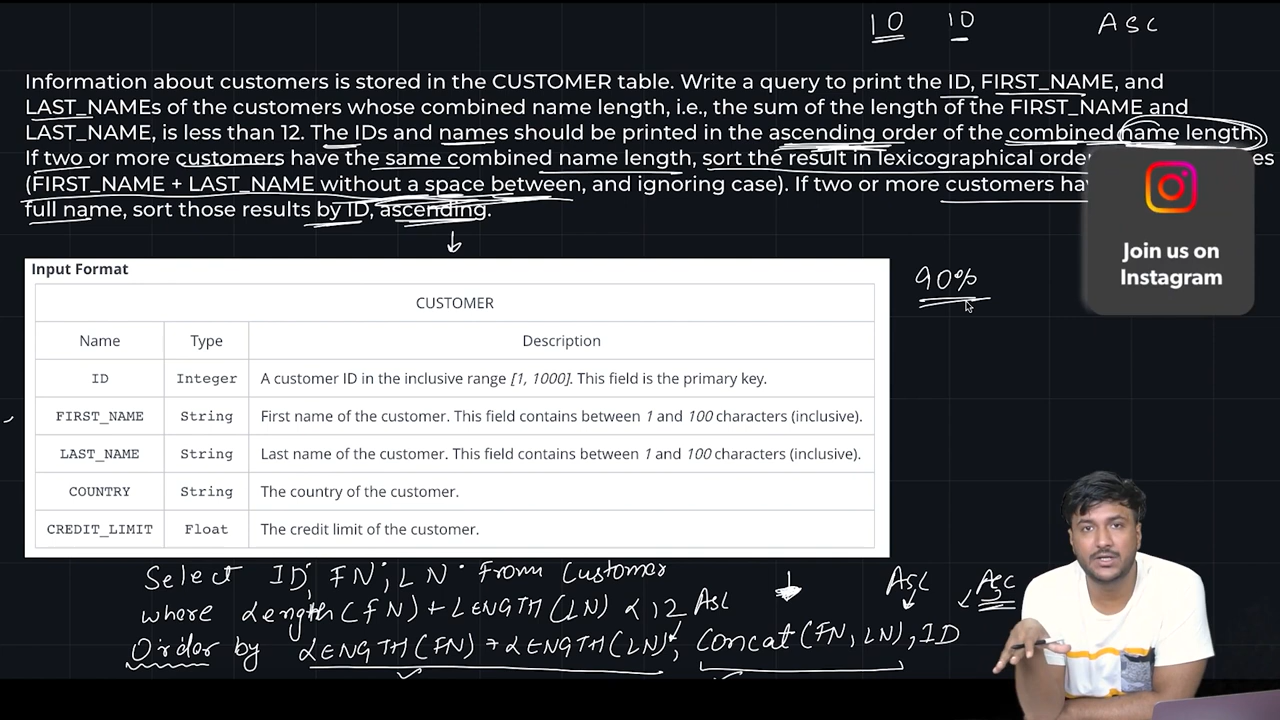 10 10 ASC
Information about customers is stored in the CUSTOMER table. Write a query to print the ID, FIRST_NAME, and
LAST_NAMEs of the customers whose combined name length, i.e., the sum of the length of the FIRST_NAME and
LAST_NAME, is less than 12. The IDs and names should be printed in the ascending order of the combined name length.
If two or more customers have the same combined name length, sort the result in lexicographical orde
(FIRST_NAME + LAST_NAME without a space between, and ignoring case). If two or more customers ha
full name, sort those results by ID, ascending.
Join us on
Instagram
Input Format
90%
CUSTOMER
Name Type Description
ID Integer A customer ID in the inclusive range [1, 1000]. This field is the primary key.
FIRST_NAME String First name of the customer. This field contains between 1 and 100 characters (inclusive).
LAST_NAME String Last name of the customer. This field contains between 1 and 100 characters (inclusive).
COUNTRY String The country of the customer.
CREDIT_LIMIT Float The credit limit of the customer.
Select ID, FN, LN From Customer
where Length(FN) + LENGTH(LN) < 12 Asc ASC Asc
Order by LENGTH(FN) + LENGTH(LN), Concat(FN, LN), ID